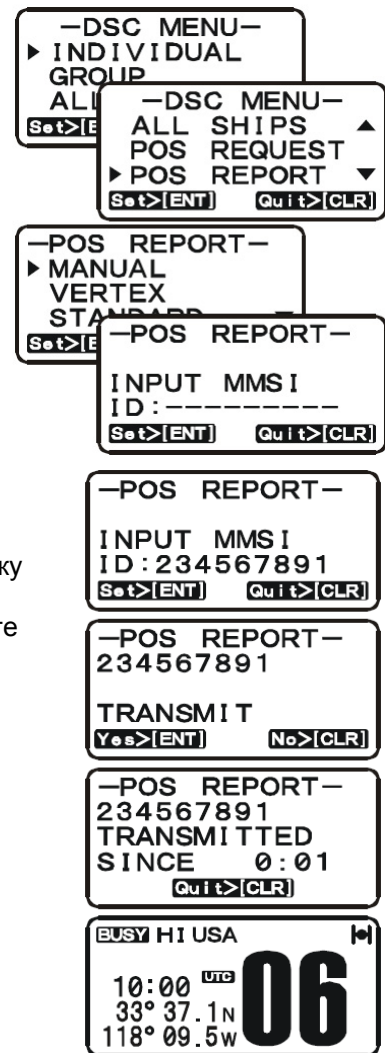 —DSC MENU—
▶ INDIVIDUAL
GROUP
—DSC MENU—
ALL SHIPS ▲
POS REQUEST
▶ POS REPORT ▼
Set>[ENT] Quit>[CLR]
—POS REPORT—
▶ MANUAL
VERTEX
STANDARD
—POS REPORT—
INPUT MMSI
ID:---------
Set>[ENT] Quit>[CLR]
—POS REPORT—
INPUT MMSI
ку
ID:234567891
Set>[ENT] Quit>[CLR]
те
—POS REPORT—
234567891
TRANSMIT
Yes>[ENT] No>[CLR]
—POS REPORT—
234567891
TRANSMITTED
SINCE 0:01
Quit>[CLR]
BUSY HI USA
06
10:00 UTC
33° 37.1N
118° 09.5W